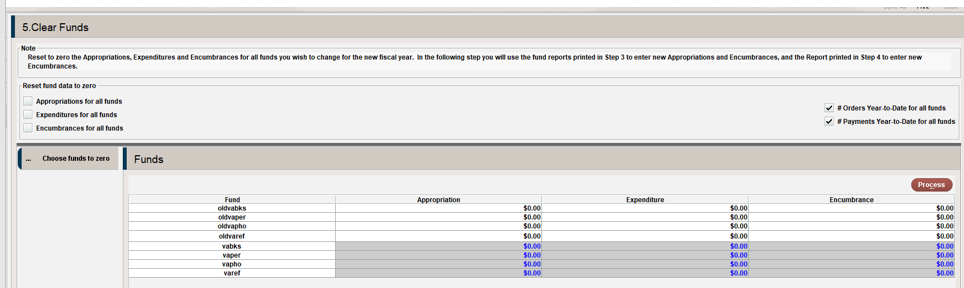 5.Clear Funds
Note
Reset to zero the Appropriations, Expenditures and Encumbrances for all funds you wish to change for the new fiscal year. In the following step you will use the fund reports printed in Step 3 to enter new Appropriations and Encumbrances, and the Report printed in Step 4 to enter new
Encumbrances.
Reset fund data to zero
Appropriations for all funds
Expenditures for all funds
Encumbrances for all funds
# Orders Year-to-Date for all funds
# Payments Year-to-Date for all funds
... Choose funds to zero
Funds
Process
Fund Appropriation Expenditure Encumbrance
oldvabks $0.00 $0.00 $0.00
oldvaper $0.00 $0.00 $0.00
oldvapho $0.00 $0.00 $0.00
oldvaref $0.00 $0.00 $0.00
vabks $0.00 $0.00 $0.00
vaper $0.00 $0.00 $0.00
vapho $0.00 $0.00 $0.00
varef $0.00 $0.00 $0.00